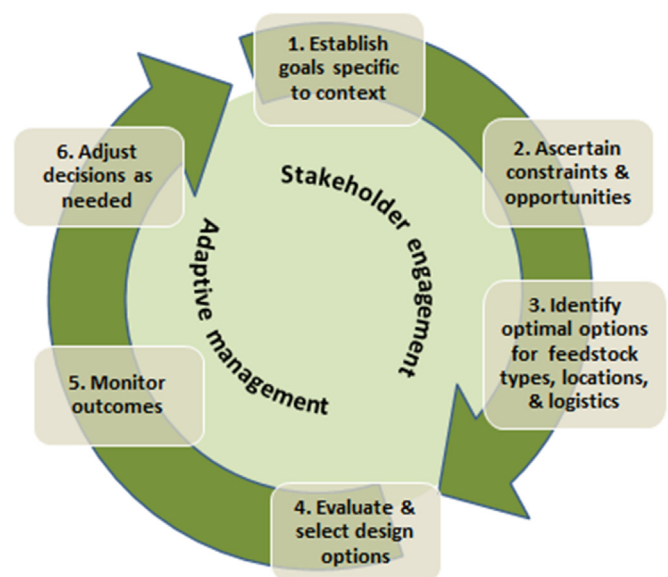 1. Establish
goals specific
to context
2. Ascertain
constraints &
opportunities
3. Identify
optimal options
for feedstock
types, locations,
& logistics
4. Evaluate &
select design
options
5. Monitor
outcomes
6. Adjust
decisions as
needed
Stakeholder engagement
Adaptive management